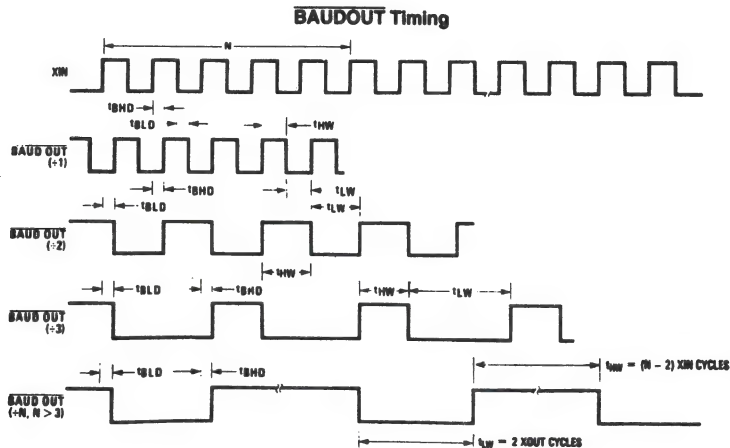 BAUDOUT Timing
N
XIN
tBHD
tBLD
tHW
BAUD OUT
(÷1)
tBHD
tLW
tBLD
tLW
BAUD OUT
(÷2)
tHW
tBLD
tBHD
tHW
tLW
BAUD OUT
(÷3)
tBLD
tBHD
tHW = (N – 2) XIN CYCLES
BAUD OUT
(÷N, N > 3)
tLW = 2 XOUT CYCLES